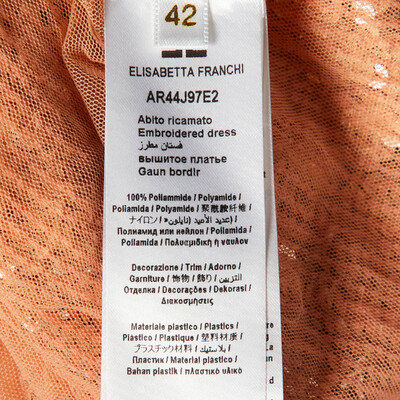 42
ELISABETTA FRANCHI
AR44J97E2
Abito ricamato
Embroidered dress
فستان مطرز
вышитое платье
Gaun bordir
100% Poliammide / Polyamide /
Poliamida / Polyamide / 聚酰胺纤维 /
ナイロン / (عديد الأميد (نايلون» /
Полиамид или нейлон / Poliamida /
Poliamida / Πολυαμιδική ή νάυλον
Decorazione / Trim / Adorno /
Garniture / 饰物 / 飾り / التزيين /
Отделка / Decorações / Dekorasi /
Διακοσμήσεις
Materiale plastico / Plastics /
Plástico / Plastique / 塑料材质 /
プラスチック材料 / بلاستيك /
Пластик / Material plástico /
Bahan plastik / πλαστικό υλικό